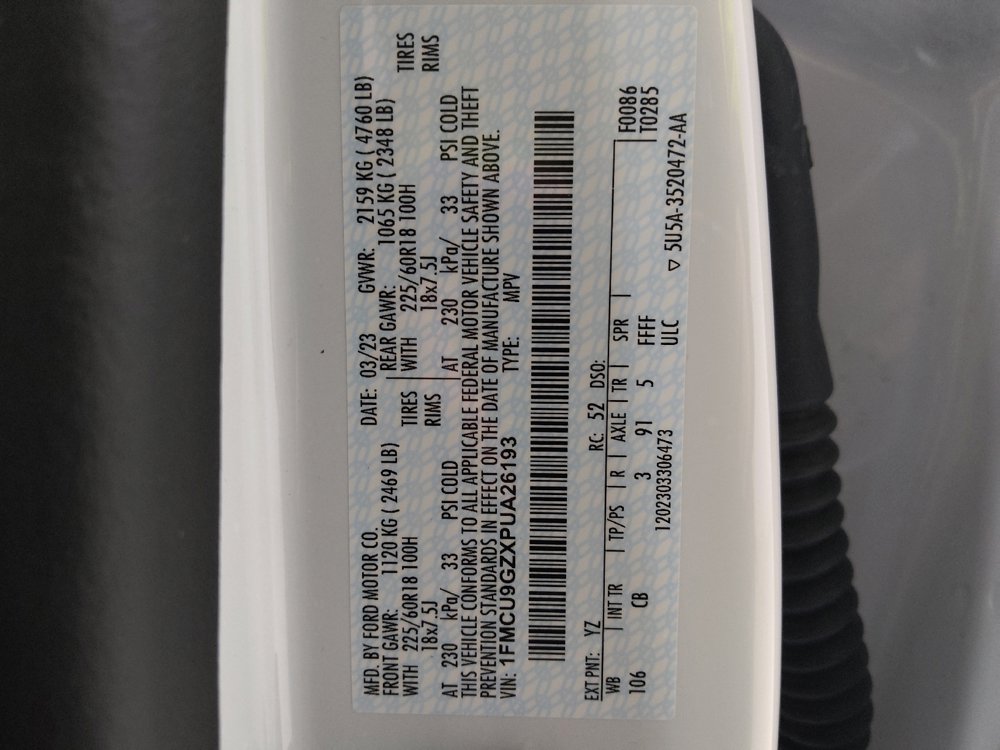 MFD. BY FORD MOTOR CO. DATE: 03/23 GVWR: 2159 KG ( 4760 LB)
FRONT GAWR: 1120 KG ( 2469 LB) REAR GAWR: 1065 KG ( 2348 LB)
WITH 225/60R18 100H TIRES WITH 225/60R18 100H TIRES
18x7.5J RIMS 18x7.5J RIMS
AT 230 kPa/ 33 PSI COLD AT 230 kPa/ 33 PSI COLD
THIS VEHICLE CONFORMS TO ALL APPLICABLE FEDERAL MOTOR VEHICLE SAFETY AND THEFT
PREVENTION STANDARDS IN EFFECT ON THE DATE OF MANUFACTURE SHOWN ABOVE.
VIN: 1FMCU9GZXPUA26193 TYPE: MPV
EXT PNT: YZ RC: 52 DSO:
WB | INT TR | TP/PS | R | AXLE | TR | SPR | F0086
106 CB 3 91 5 FFFF T0285
1202303306473 ULC ▽ 5U5A-3520472-AA